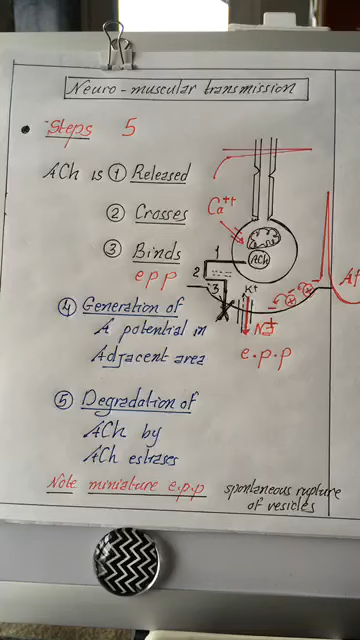 Neuro-muscular transmission
Steps 5
ACh is ① Released
② Crosses
③ Binds
epp
④ Generation of
A potential in
Adjacent area
⑤ Degradation of
ACh by
ACh estrases
Note miniature e.p.p spontaneous rupture
of vesicles
Ca++
ACh
1
2
3
K+
Na+
e.p.p